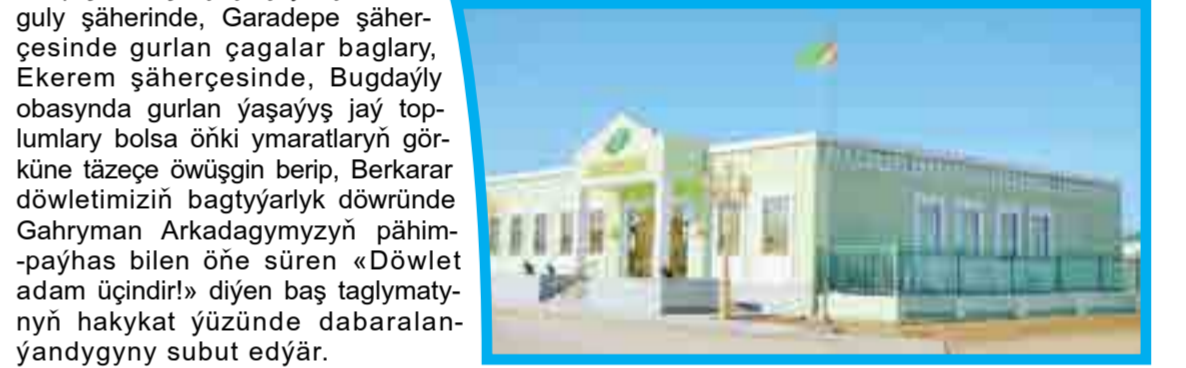 guly şäherinde, Garadepe şäher-
çesinde gurlan çagalar baglary,
Ekerem şäherçesinde, Bugdaýly
obasynda gurlan ýaşaýyş jaý top-
lumlary bolsa öňki ymaratlaryň gör-
küne täzeçe öwüşgin berip, Berkarar
döwletimiziň bagtyýarlyk döwründe
Gahryman Arkadagymyzyň pähim-
-paýhas bilen öňe süren «Döwlet
adam üçindir!» diýen baş taglymaty-
nyň hakykat ýüzünde dabaralan-
ýandygyny subut edýär.